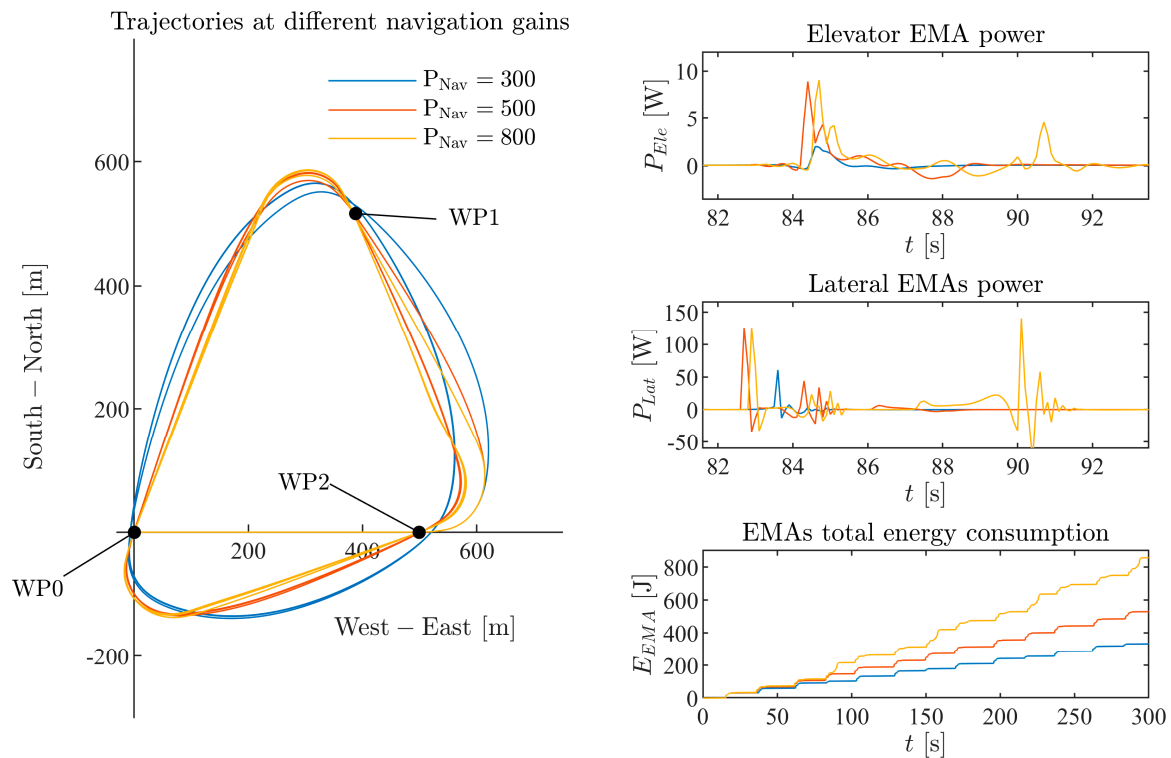 Trajectories at different navigation gains
P_Nav = 300
P_Nav = 500
P_Nav = 800
600
400
200
-200
200 400 600
South − North [m]
West − East [m]
WP1
WP2
WP0
Elevator EMA power
10
5
0
P_Ele [W]
82 84 86 88 90 92
t [s]
Lateral EMAs power
150
100
50
0
-50
P_Lat [W]
82 84 86 88 90 92
t [s]
EMAs total energy consumption
800
600
400
200
0
E_EMA [J]
0 50 100 150 200 250 300
t [s]